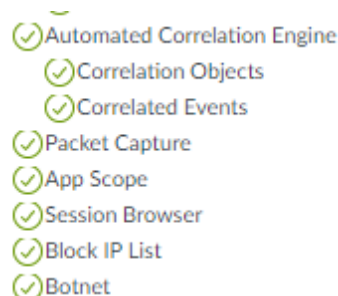 Automated Correlation Engine
Correlation Objects
Correlated Events
Packet Capture
App Scope
Session Browser
Block IP List
Botnet